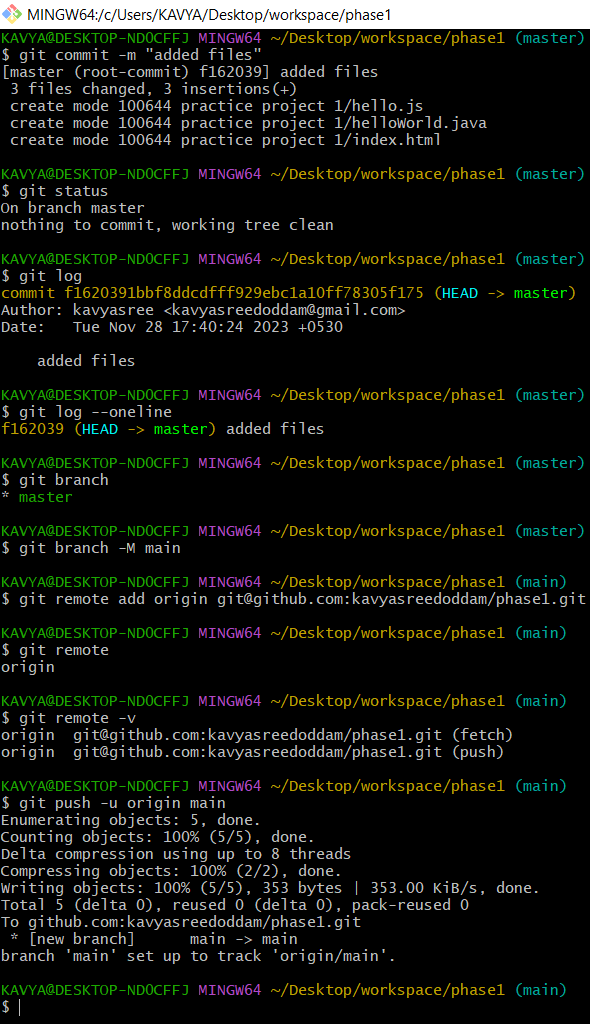 MINGW64:/c/Users/KAVYA/Desktop/workspace/phase1
KAVYA@DESKTOP-NDOCFFJ MINGW64 ~/Desktop/workspace/phase1 (master)
$ git commit -m "added files"
[master (root-commit) f162039] added files
 3 files changed, 3 insertions(+)
 create mode 100644 practice project 1/hello.js
 create mode 100644 practice project 1/helloWorld.java
 create mode 100644 practice project 1/index.html
KAVYA@DESKTOP-NDOCFFJ MINGW64 ~/Desktop/workspace/phase1 (master)
$ git status
On branch master
nothing to commit, working tree clean
KAVYA@DESKTOP-NDOCFFJ MINGW64 ~/Desktop/workspace/phase1 (master)
$ git log
commit f1620391bbf8ddcdfff929ebc1a10ff78305f175 (HEAD -> master)
Author: kavyasree <kavyasreedoddam@gmail.com>
Date:   Tue Nov 28 17:40:24 2023 +0530
    added files
KAVYA@DESKTOP-NDOCFFJ MINGW64 ~/Desktop/workspace/phase1 (master)
$ git log --oneline
f162039 (HEAD -> master) added files
KAVYA@DESKTOP-NDOCFFJ MINGW64 ~/Desktop/workspace/phase1 (master)
$ git branch
* master
KAVYA@DESKTOP-NDOCFFJ MINGW64 ~/Desktop/workspace/phase1 (master)
$ git branch -M main
KAVYA@DESKTOP-NDOCFFJ MINGW64 ~/Desktop/workspace/phase1 (main)
$ git remote add origin git@github.com:kavyasreedoddam/phase1.git
KAVYA@DESKTOP-NDOCFFJ MINGW64 ~/Desktop/workspace/phase1 (main)
$ git remote
origin
KAVYA@DESKTOP-NDOCFFJ MINGW64 ~/Desktop/workspace/phase1 (main)
$ git remote -v
origin  git@github.com:kavyasreedoddam/phase1.git (fetch)
origin  git@github.com:kavyasreedoddam/phase1.git (push)
KAVYA@DESKTOP-NDOCFFJ MINGW64 ~/Desktop/workspace/phase1 (main)
$ git push -u origin main
Enumerating objects: 5, done.
Counting objects: 100% (5/5), done.
Delta compression using up to 8 threads
Compressing objects: 100% (2/2), done.
Writing objects: 100% (5/5), 353 bytes | 353.00 KiB/s, done.
Total 5 (delta 0), reused 0 (delta 0), pack-reused 0
To github.com:kavyasreedoddam/phase1.git
 * [new branch]      main -> main
branch 'main' set up to track 'origin/main'.
KAVYA@DESKTOP-NDOCFFJ MINGW64 ~/Desktop/workspace/phase1 (main)
$